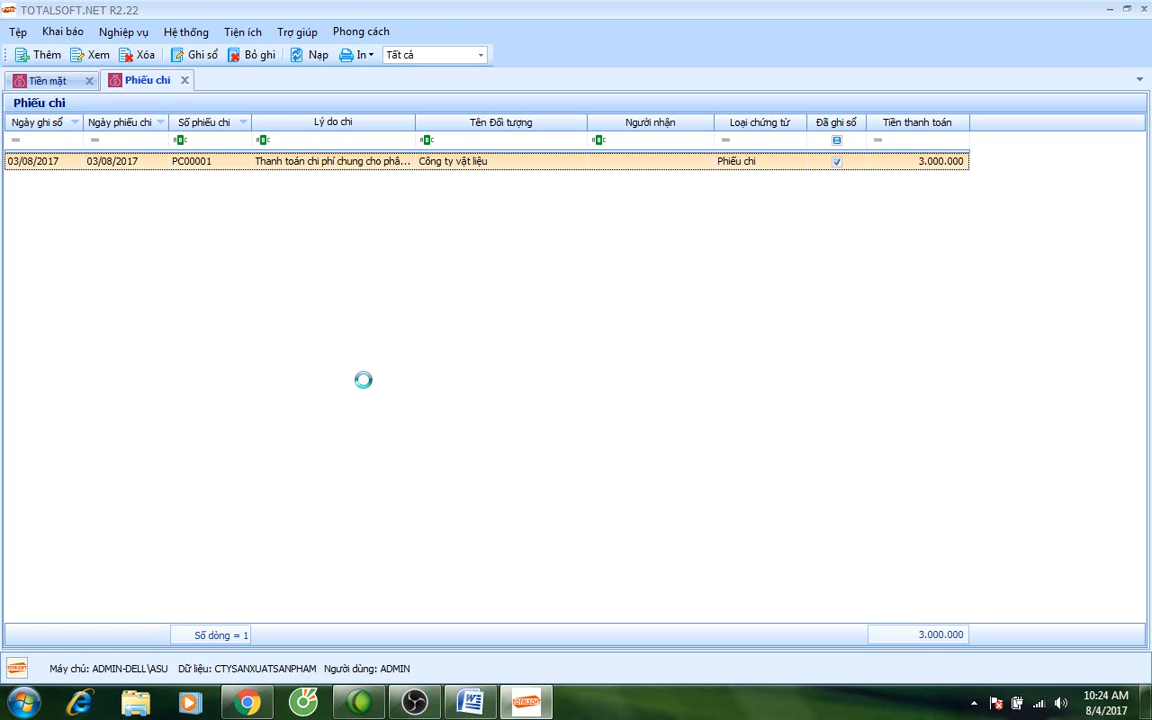 TOTALSOFT.NET R2.22
Tệp Khai báo Nghiệp vụ Hệ thống Tiện ích Trợ giúp Phong cách
Thêm Xem Xóa Ghi sổ Bỏ ghi Nạp In Tất cả
Tiền mặt Phiếu chi
Phiếu chi
Ngày ghi sổ Ngày phiếu chi Số phiếu chi Lý do chi Tên Đối tượng Người nhận Loại chứng từ Đã ghi sổ Tiền thanh toán
03/08/2017 03/08/2017 PC00001 Thanh toán chi phí chung cho phâ... Công ty vật liệu Phiếu chi 3.000.000
Số dòng = 1 3.000.000
TOTALSOFT Máy chủ: ADMIN-DELL\ASU Dữ liệu: CTYSANXUATSANPHAM Người dùng: ADMIN
TOTALSOFT
10:24 AM
8/4/2017